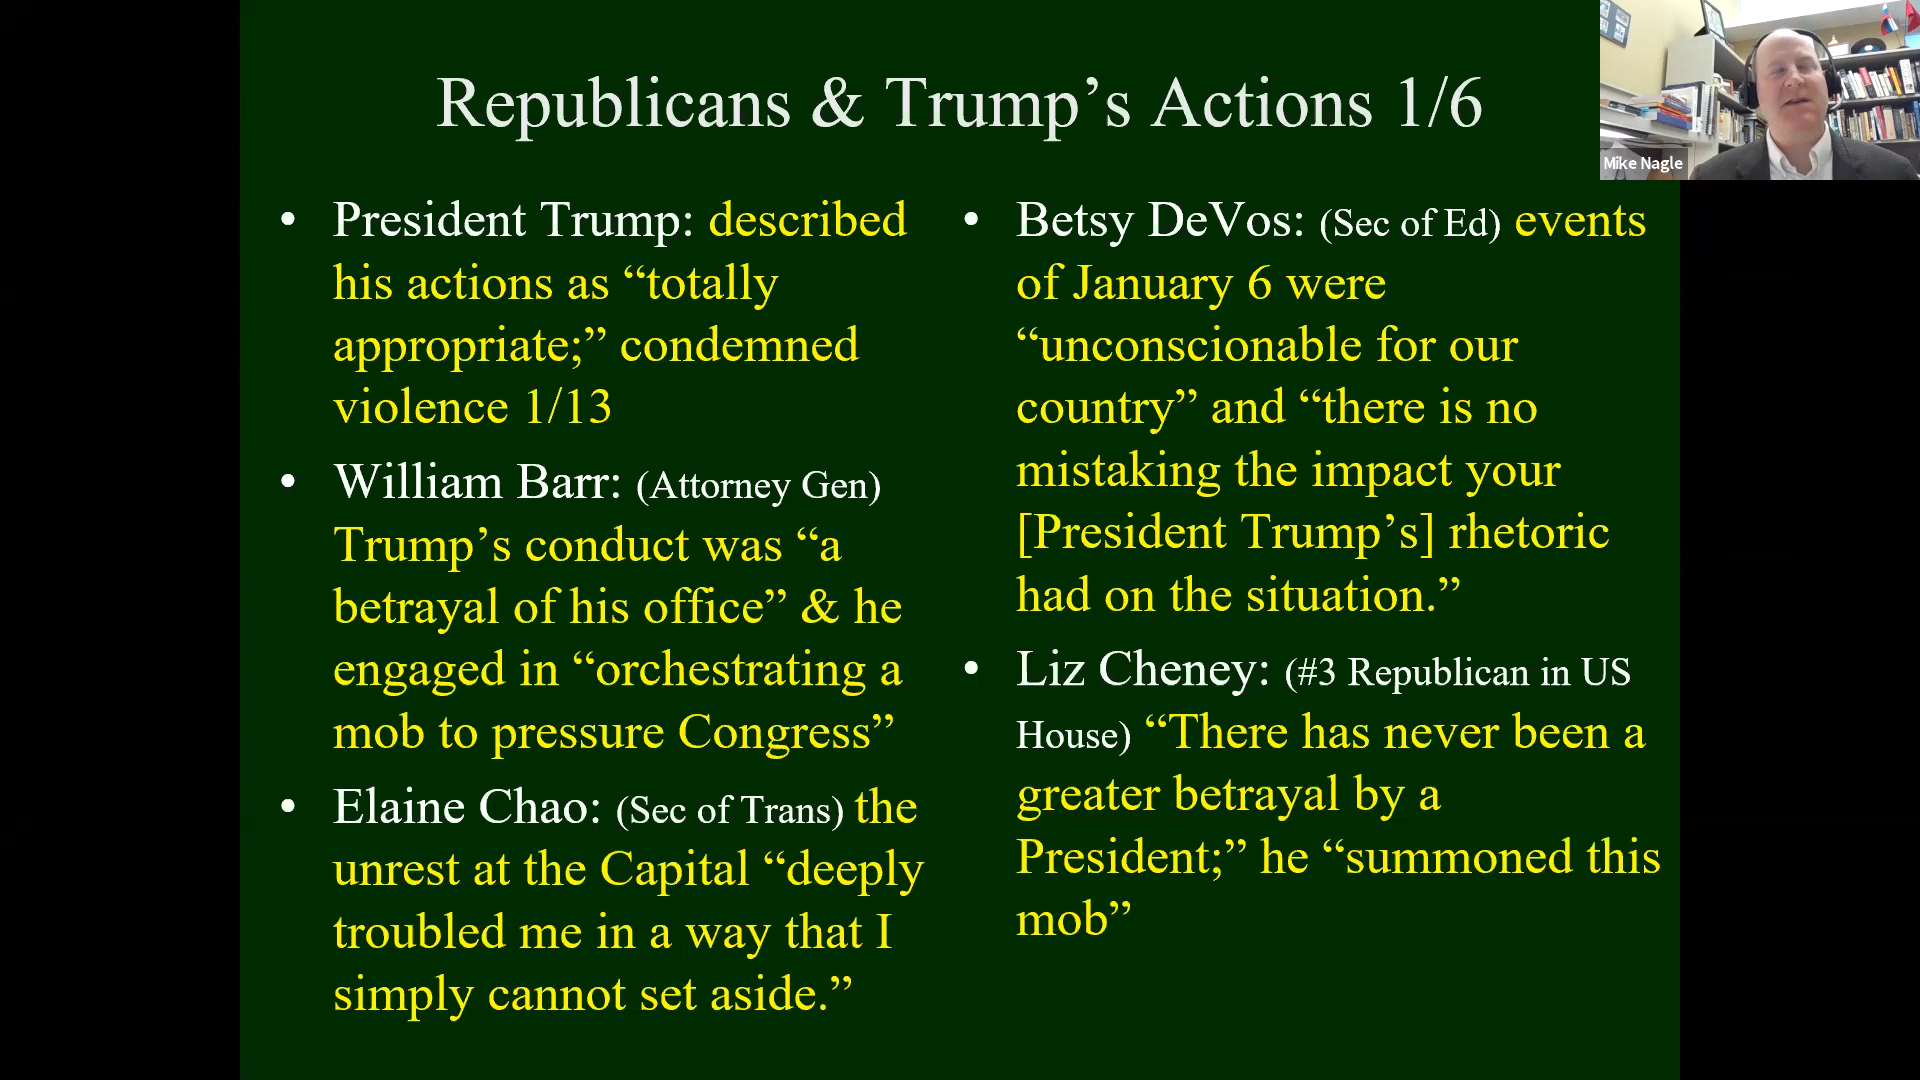 Republicans & Trump’s Actions 1/6
Mike Nagle
• President Trump: described
his actions as “totally
appropriate;” condemned
violence 1/13
• William Barr: (Attorney Gen)
Trump’s conduct was “a
betrayal of his office” & he
engaged in “orchestrating a
mob to pressure Congress”
• Elaine Chao: (Sec of Trans) the
unrest at the Capital “deeply
troubled me in a way that I
simply cannot set aside.”
• Betsy DeVos: (Sec of Ed) events
of January 6 were
“unconscionable for our
country” and “there is no
mistaking the impact your
[President Trump’s] rhetoric
had on the situation.”
• Liz Cheney: (#3 Republican in US
House) “There has never been a
greater betrayal by a
President;” he “summoned this
mob”